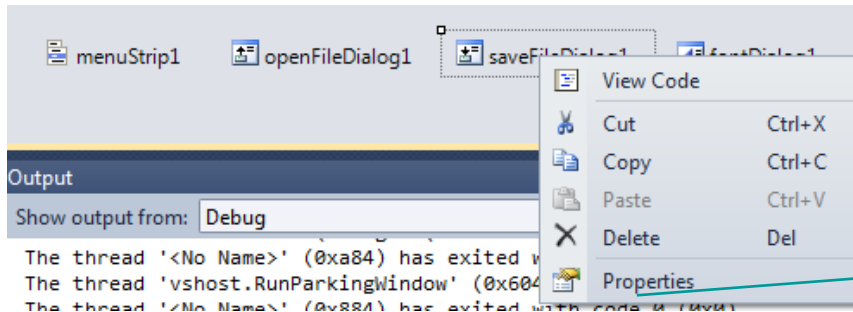 menuStrip1 openFileDialog1 saveFileDialog1 fontDialog1
View Code
Cut Ctrl+X
Copy Ctrl+C
Paste Ctrl+V
Delete Del
Properties
Output
Show output from: Debug
The thread '<No Name>' (0xa84) has exited w
The thread 'vshost.RunParkingWindow' (0x604
The thread '<No Name>' (0x884) has exited with code 0 (0x0)